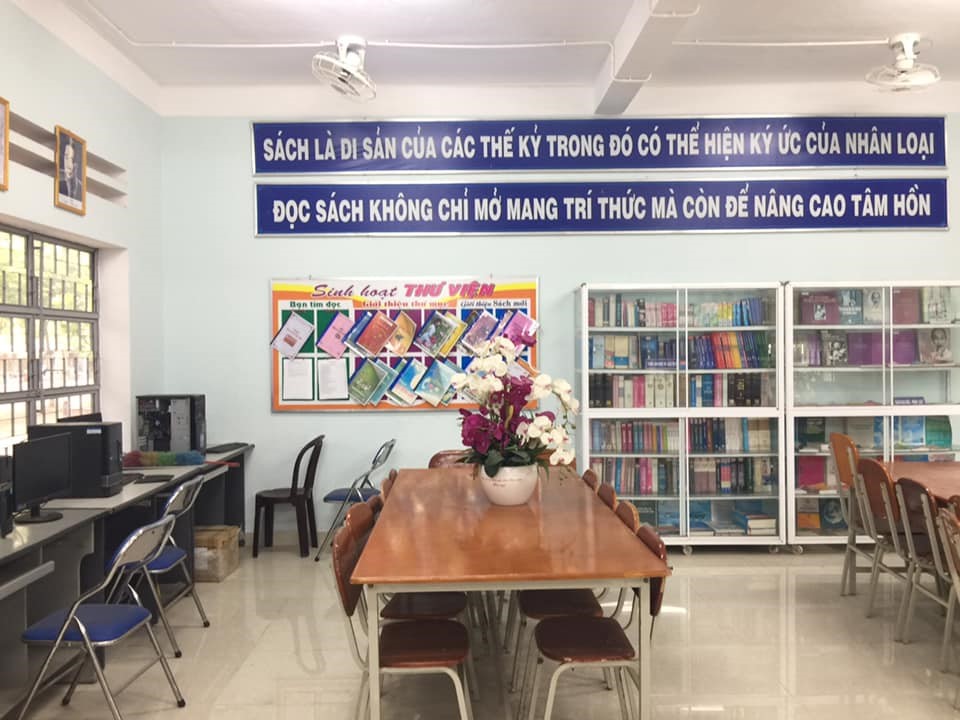 SÁCH LÀ DI SẢN CỦA CÁC THẾ KỶ TRONG ĐÓ CÓ THỂ HIỆN KÝ ỨC CỦA NHÂN LOẠI
ĐỌC SÁCH KHÔNG CHỈ MỞ MANG TRÍ THỨC MÀ CÒN ĐỂ NÂNG CAO TÂM HỒN
Sinh hoạt THƯ VIỆN
Bạn tìm đọc Giới thiệu thư mục Giới thiệu Sách mới